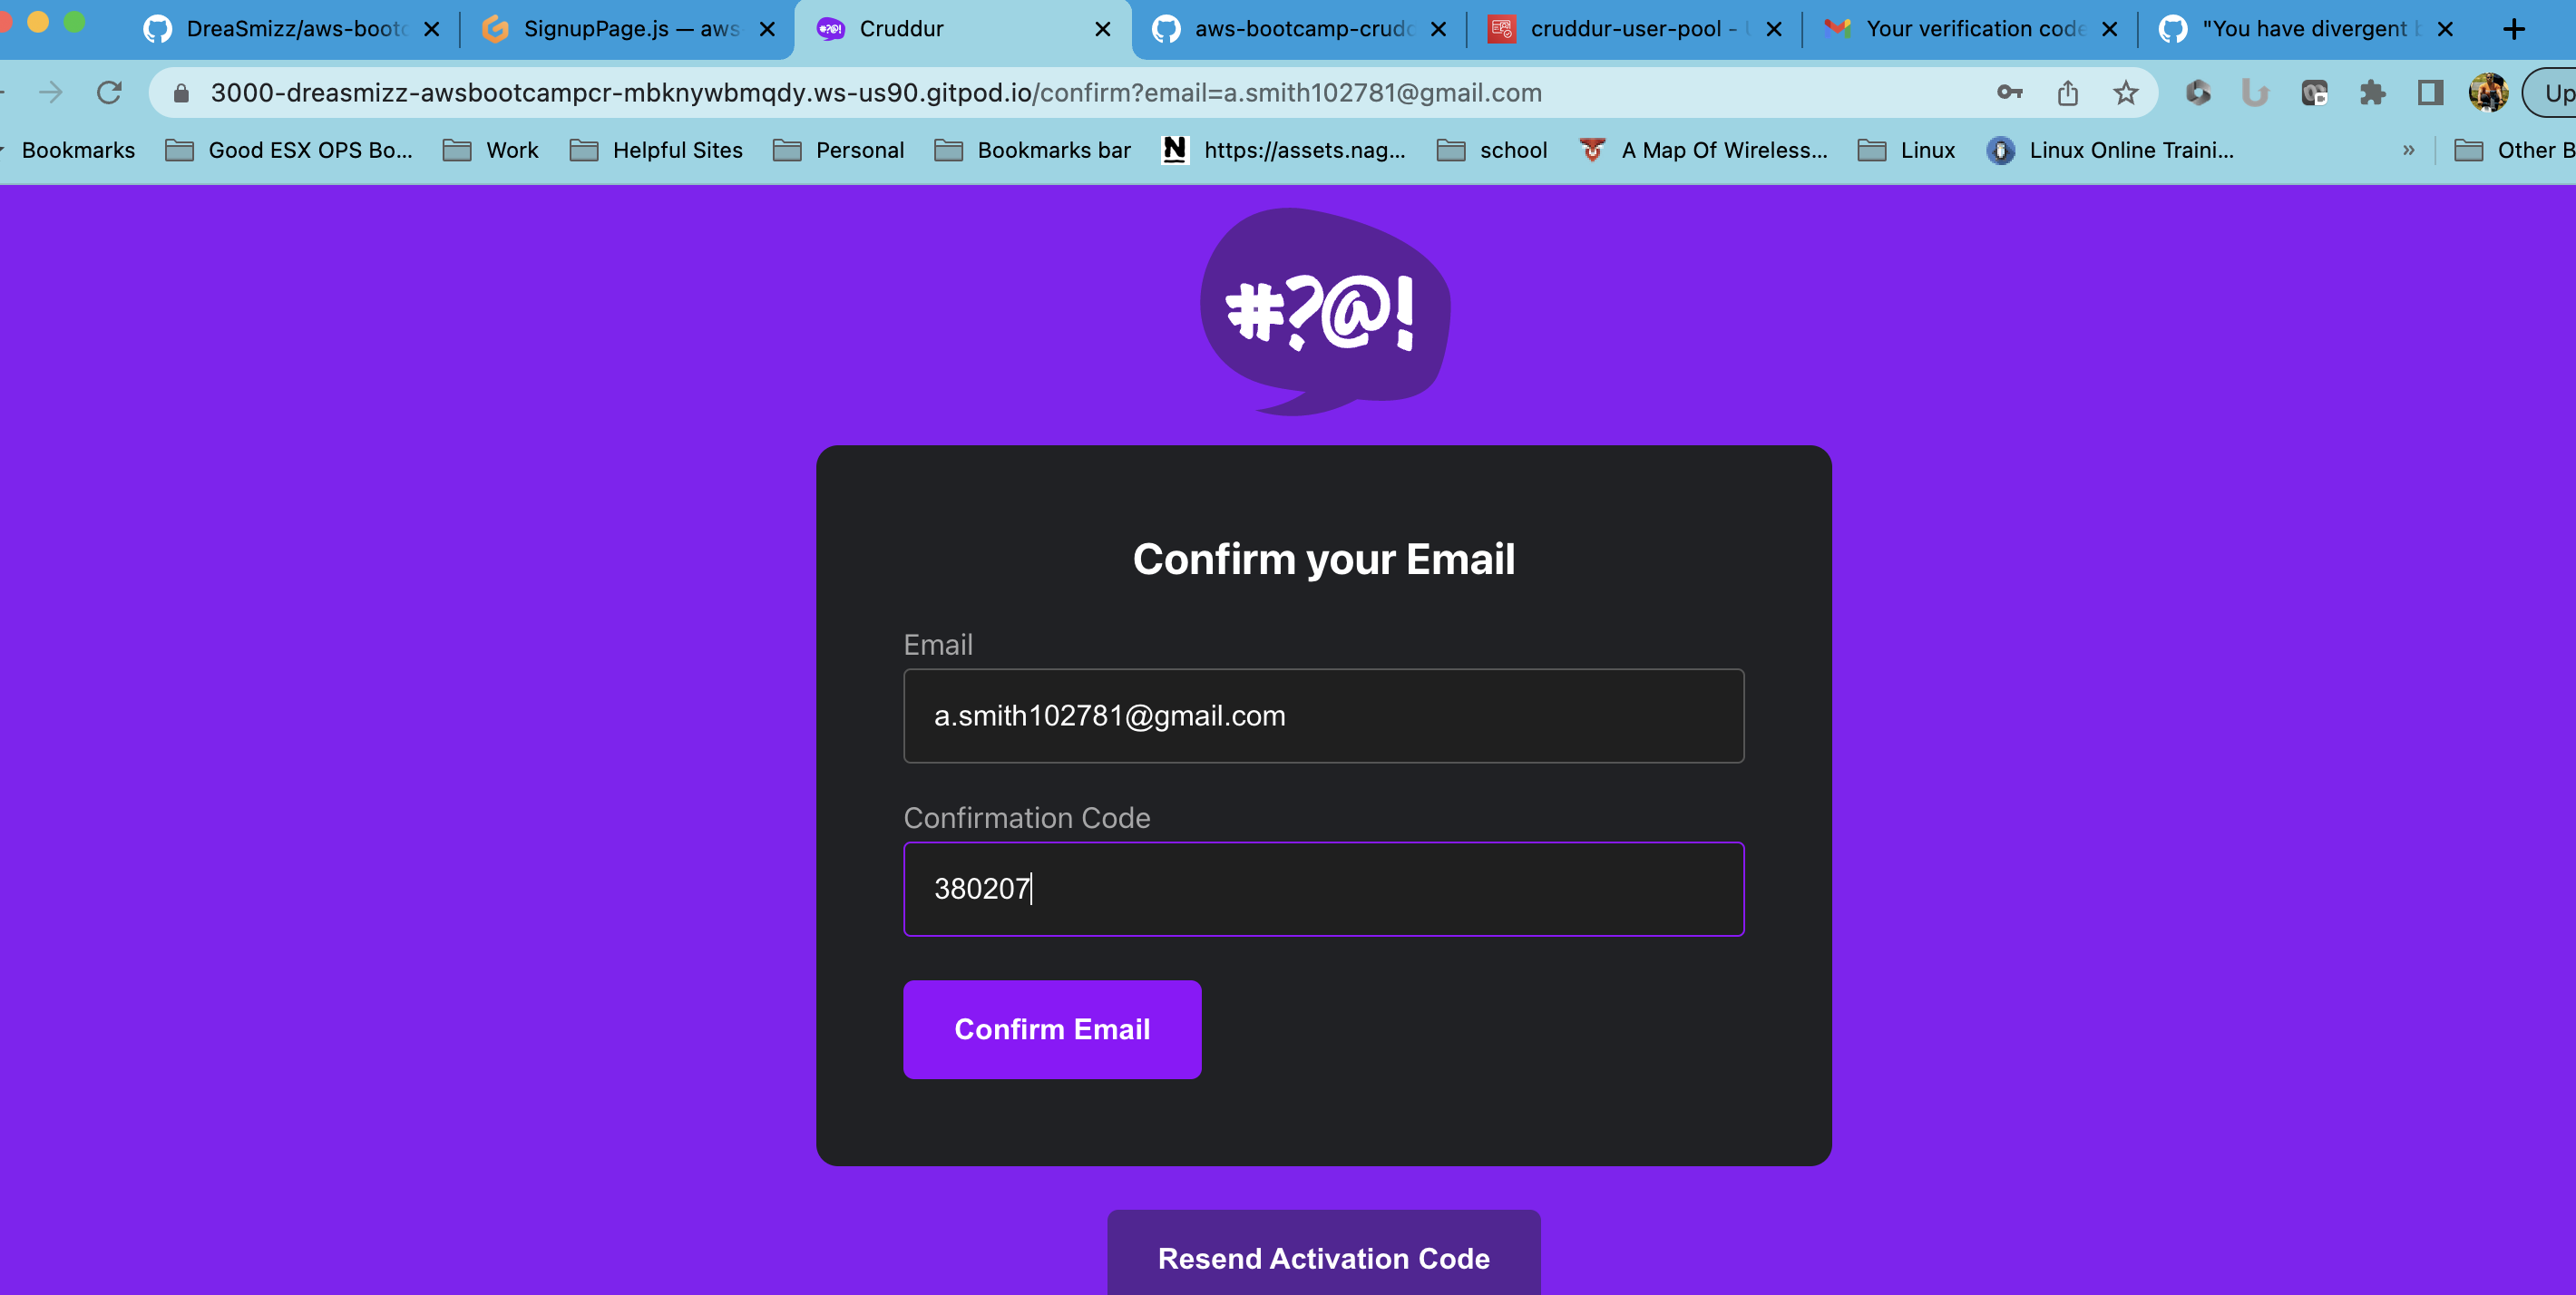 DreaSmizz/aws-bootc
SignupPage.js — aws
Cruddur
aws-bootcamp-crudd
cruddur-user-pool -
Your verification code
"You have divergent
3000-dreasmizz-awsbootcampcr-mbknywbmqdy.ws-us90.gitpod.io/confirm?email=a.smith102781@gmail.com
Up
Bookmarks
Good ESX OPS Bo...
Work
Helpful Sites
Personal
Bookmarks bar
https://assets.nag...
school
A Map Of Wireless...
Linux
Linux Online Traini...
»
Other B
#?@!
Confirm your Email
Email
a.smith102781@gmail.com
Confirmation Code
380207
Confirm Email
Resend Activation Code